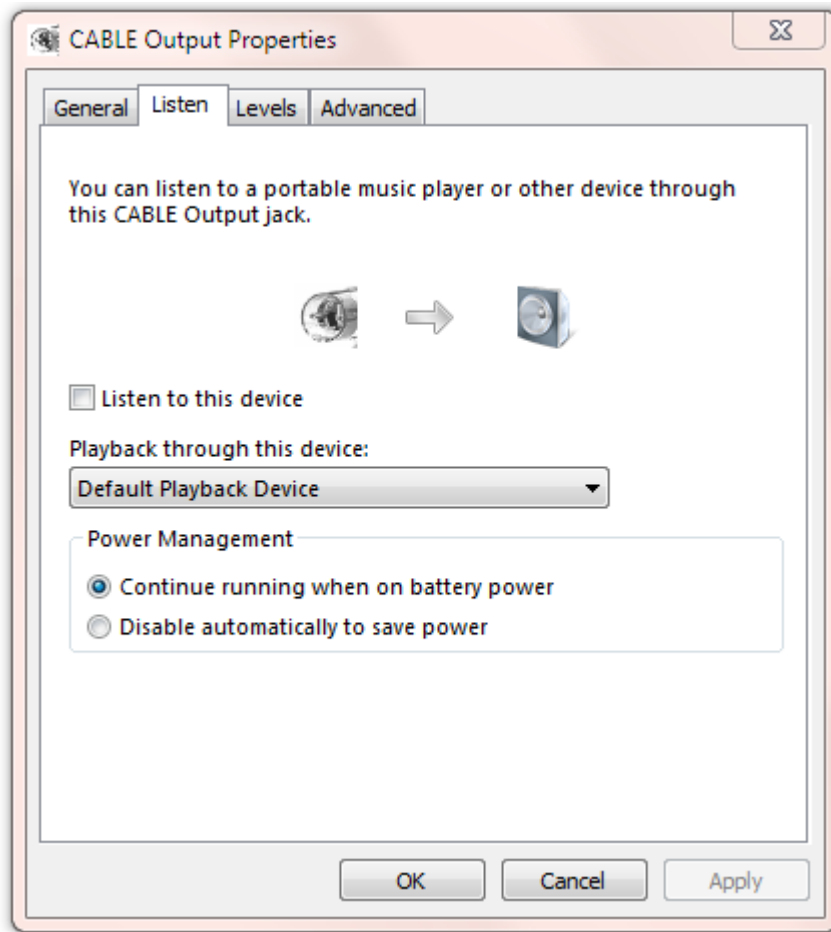 CABLE Output Properties
General Listen Levels Advanced
You can listen to a portable music player or other device through
this CABLE Output jack.
Listen to this device
Playback through this device:
Default Playback Device
Power Management
Continue running when on battery power
Disable automatically to save power
OK Cancel Apply